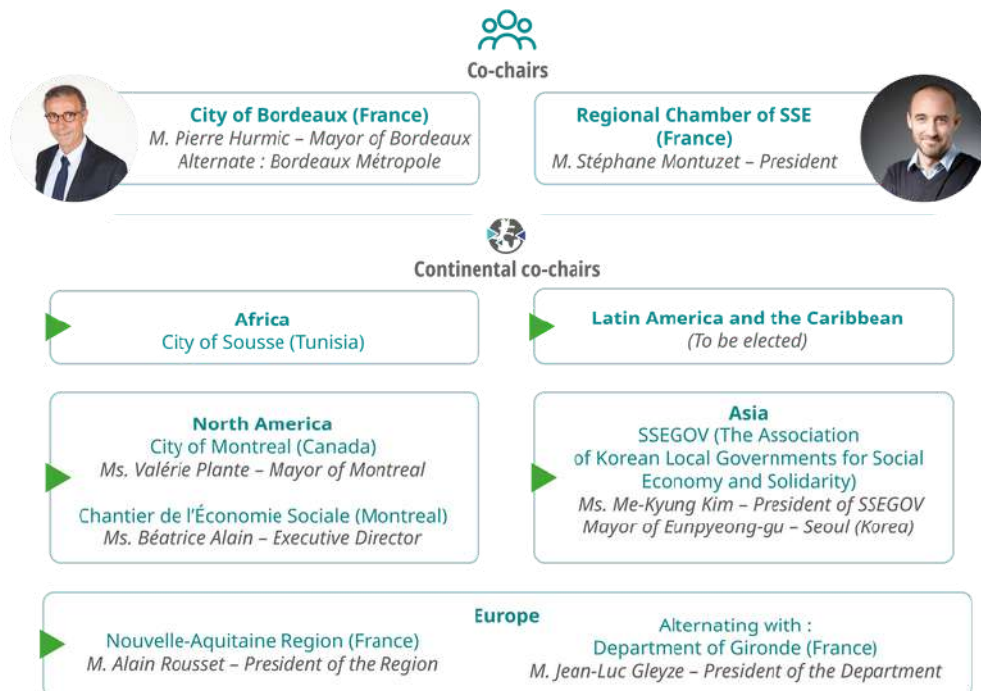 Co-chairs
City of Bordeaux (France)
M. Pierre Hurmic – Mayor of Bordeaux
Alternate : Bordeaux Métropole
Regional Chamber of SSE
(France)
M. Stéphane Montuzet – President
Continental co-chairs
Africa
City of Sousse (Tunisia)
Latin America and the Caribbean
(To be elected)
North America
City of Montreal (Canada)
Ms. Valérie Plante – Mayor of Montreal
Chantier de l'Économie Sociale (Montreal)
Ms. Béatrice Alain – Executive Director
Asia
SSEGOV (The Association
of Korean Local Governments for Social
Economy and Solidarity)
Ms. Me-Kyung Kim – President of SSEGOV
Mayor of Eunpyeong-gu – Seoul (Korea)
Europe
Nouvelle-Aquitaine Region (France)
M. Alain Rousset – President of the Region
Alternating with :
Department of Gironde (France)
M. Jean-Luc Gleyze – President of the Department